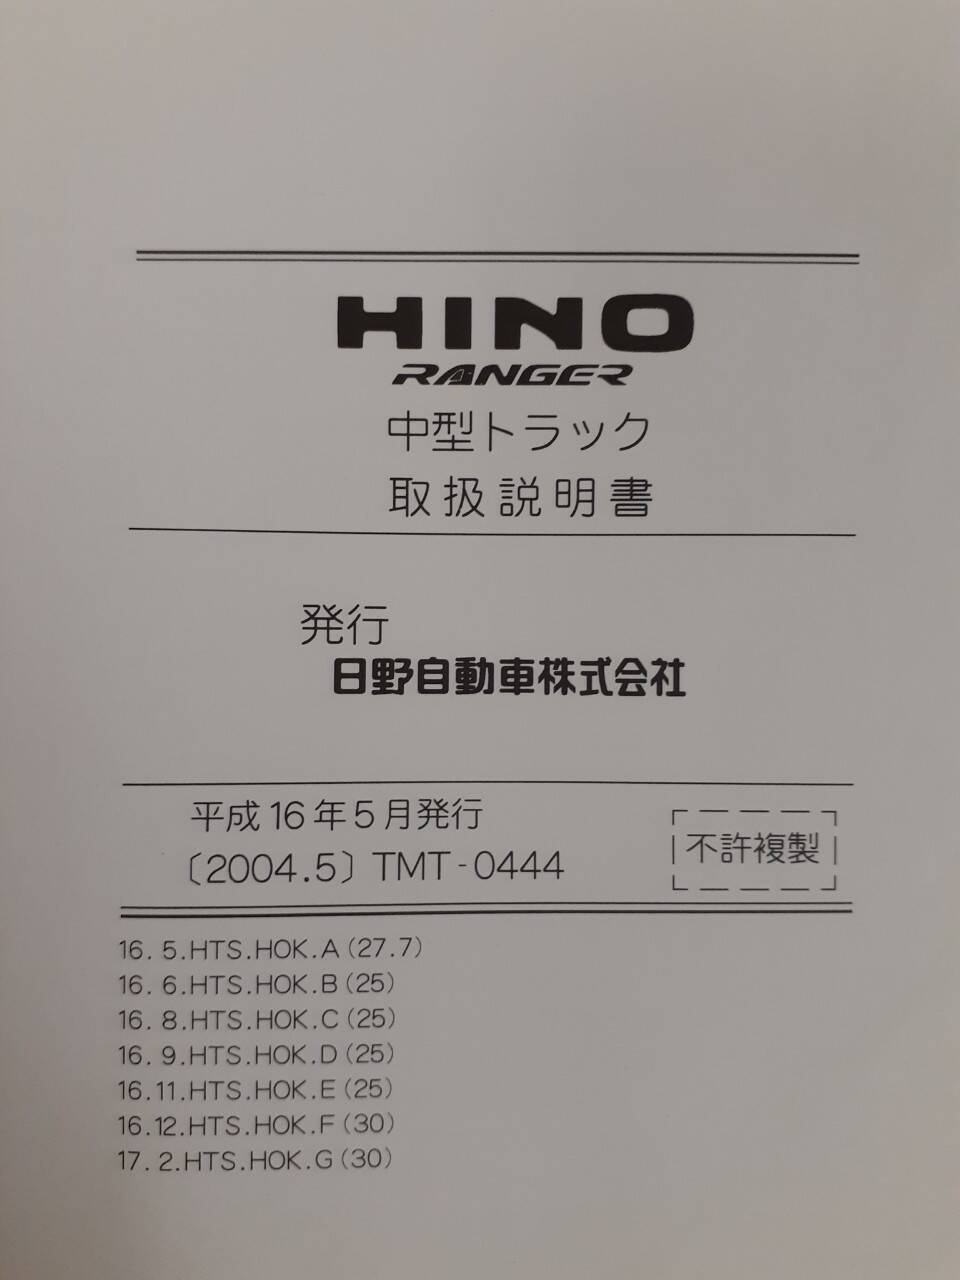 HINO
RANGER
中型トラック
取扱説明書
発行
日野自動車株式会社
平成16年5月発行
〔2004.5〕 TMT-0444
不許複製
16. 5.HTS.HOK.A(27.7)
16. 6.HTS.HOK.B(25)
16. 8.HTS.HOK.C(25)
16. 9.HTS.HOK.D(25)
16.11.HTS.HOK.E(25)
16.12.HTS.HOK.F(30)
17. 2.HTS.HOK.G(30)